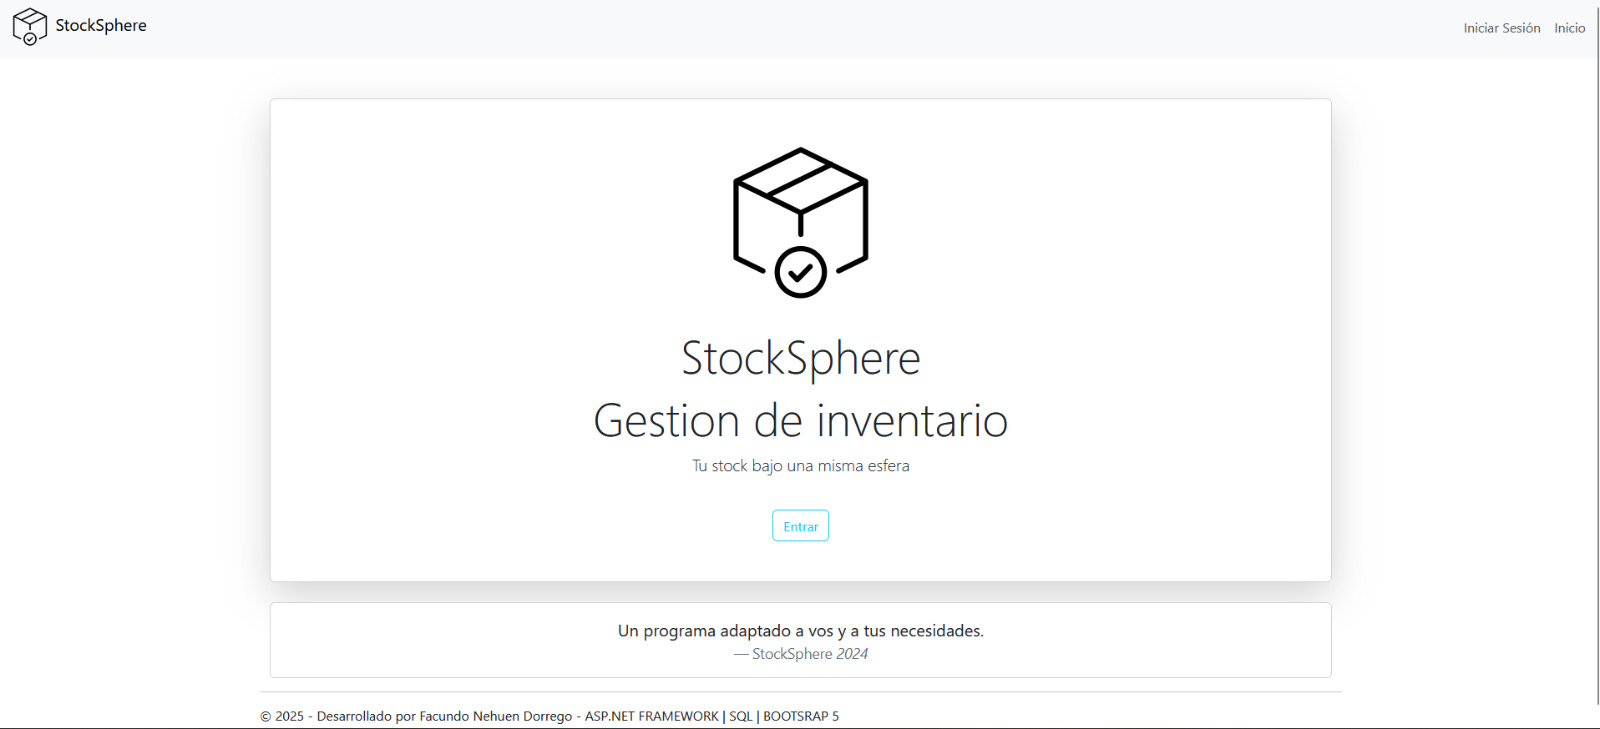 StockSphere
Iniciar Sesión Inicio
StockSphere
Gestion de inventario
Tu stock bajo una misma esfera
Entrar
Un programa adaptado a vos y a tus necesidades.
— StockSphere 2024
© 2025 - Desarrollado por Facundo Nehuen Dorrego - ASP.NET FRAMEWORK | SQL | BOOTSRAP 5